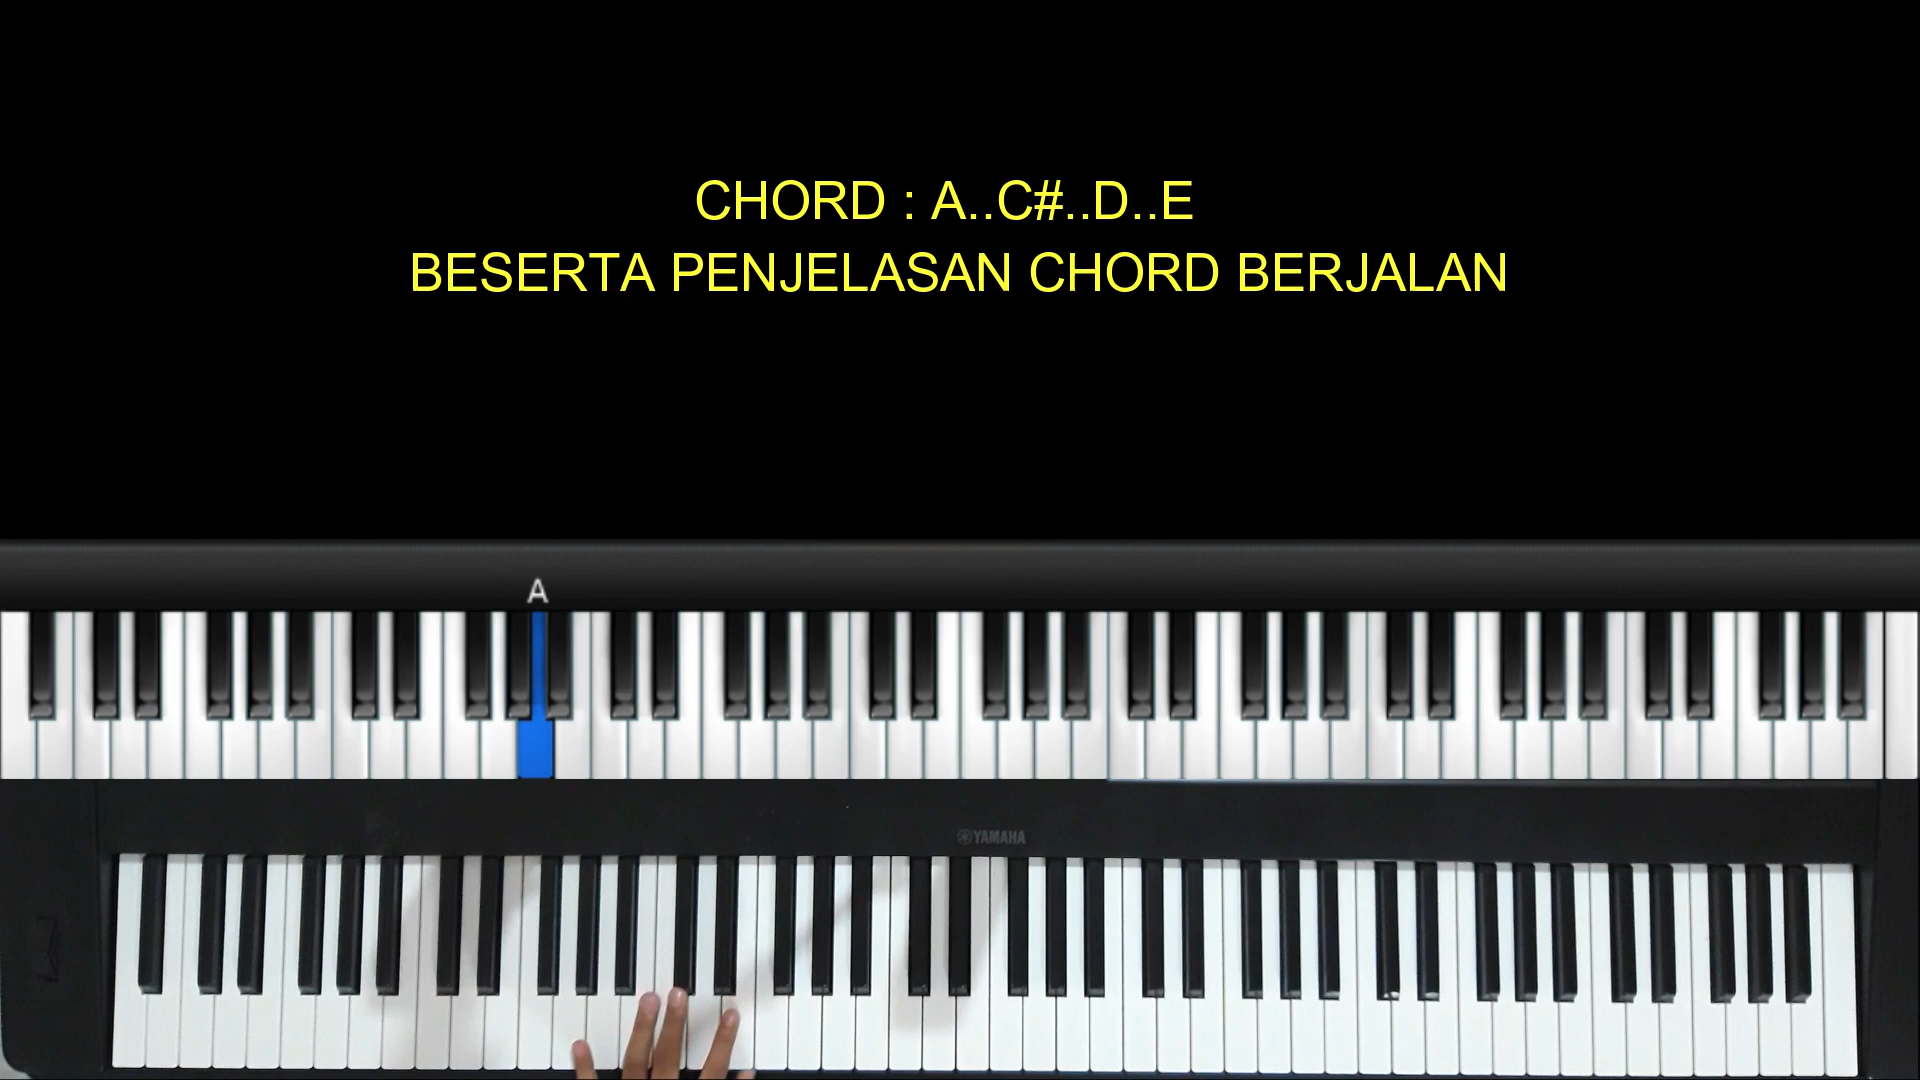 CHORD : A..C#..D..E
BESERTA PENJELASAN CHORD BERJALAN
A
YAMAHA